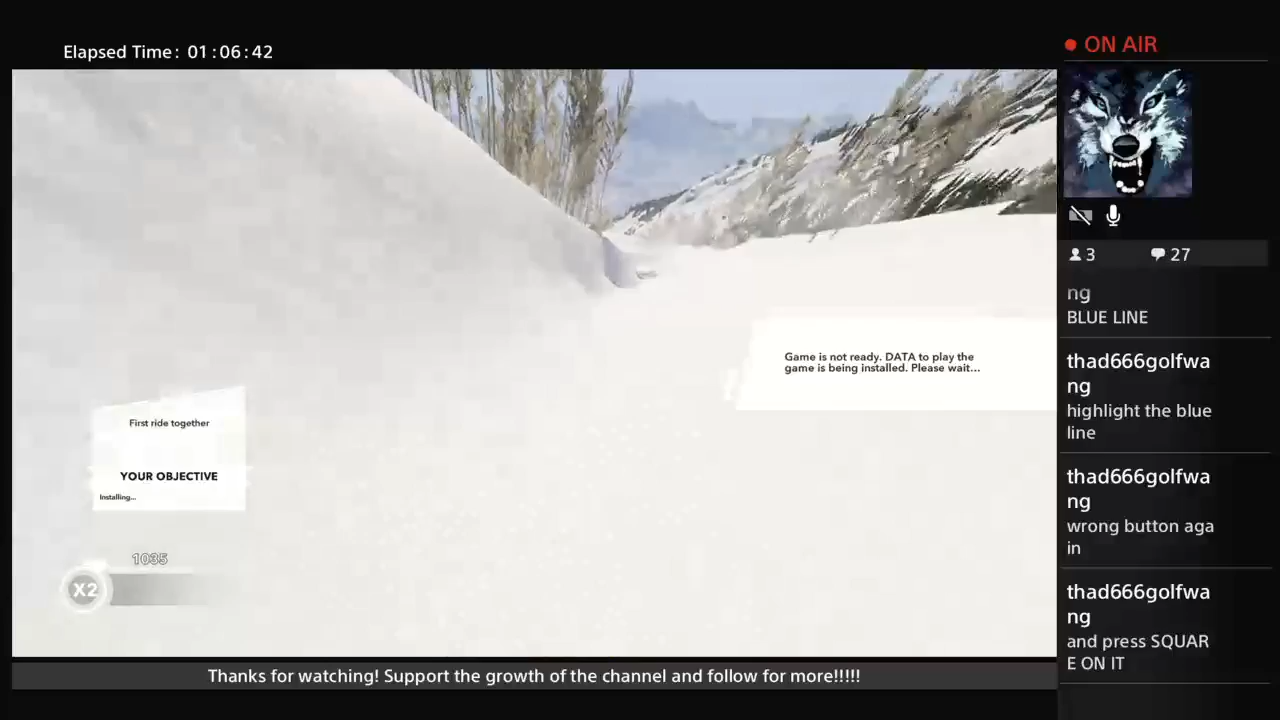 Elapsed Time: 01:06:42
ON AIR
3 27
ng
BLUE LINE
thad666golfwa
ng
highlight the blue
line
thad666golfwa
ng
wrong button aga
in
thad666golfwa
ng
and press SQUAR
E ON IT
Game is not ready. DATA to play the
game is being installed. Please wait...
First ride together
YOUR OBJECTIVE
Installing...
1035
X2
Thanks for watching! Support the growth of the channel and follow for more!!!!!